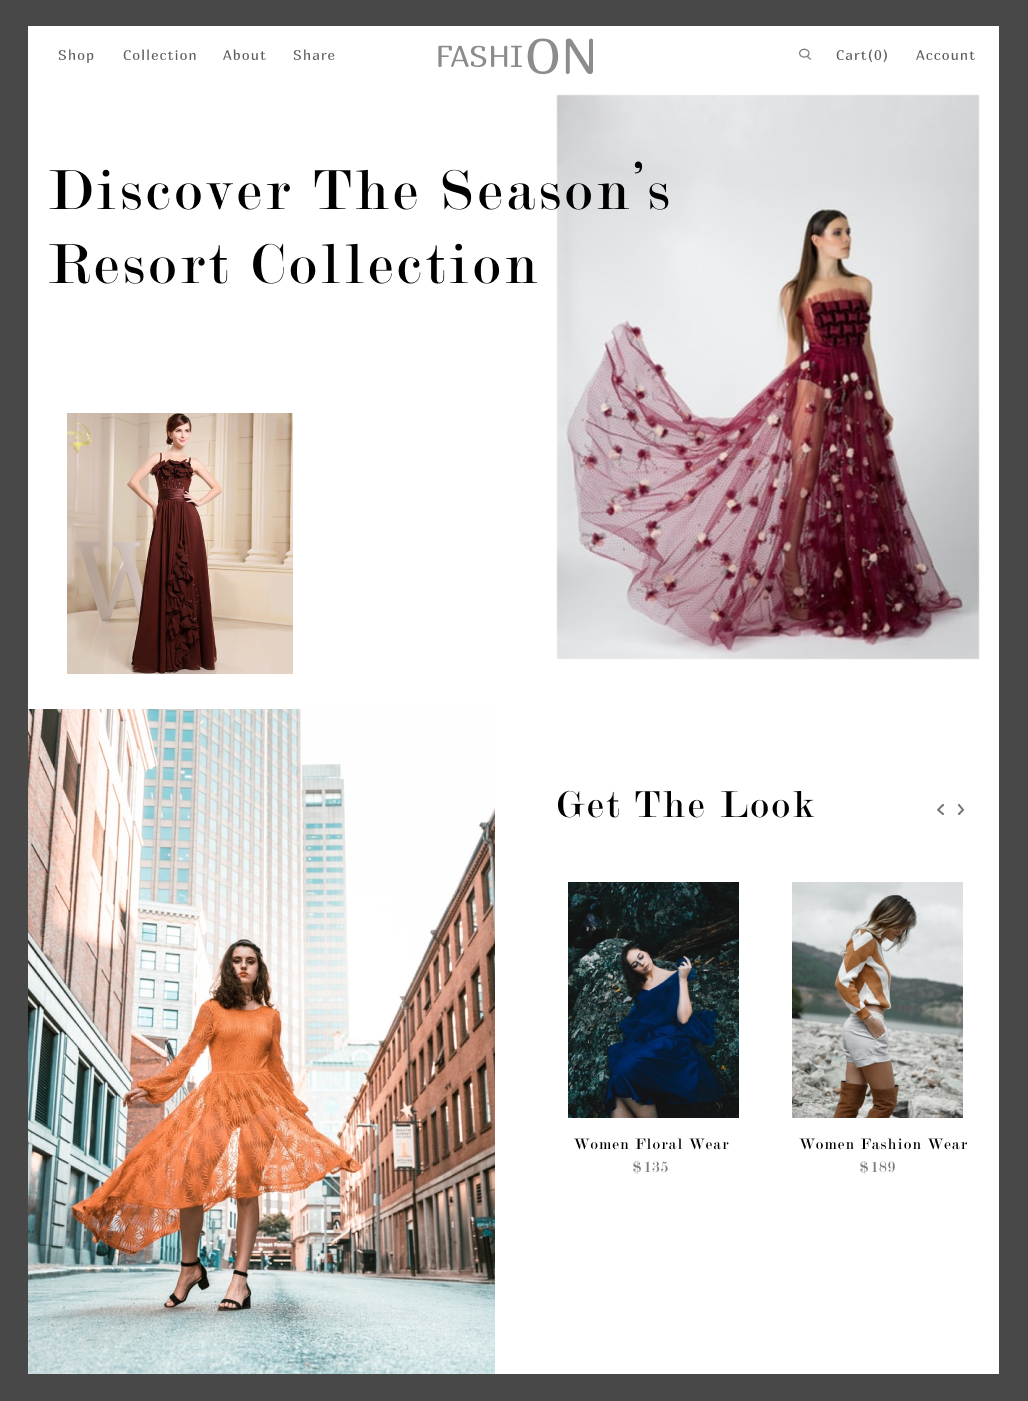 Shop Collection About Share FASHION Cart(0) Account
Discover The Season's
Resort Collection
W
Get The Look
Women Floral Wear Women Fashion Wear
$135 $189